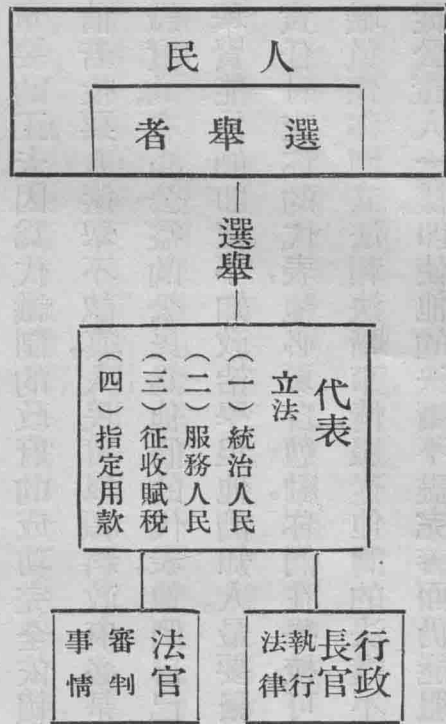 人民
選舉者
選舉
代表
立法
(一)統治人民
(二)服務人民
(三)征收賦稅
(四)指定用款
行政長官
執行法律
法官
審判事情